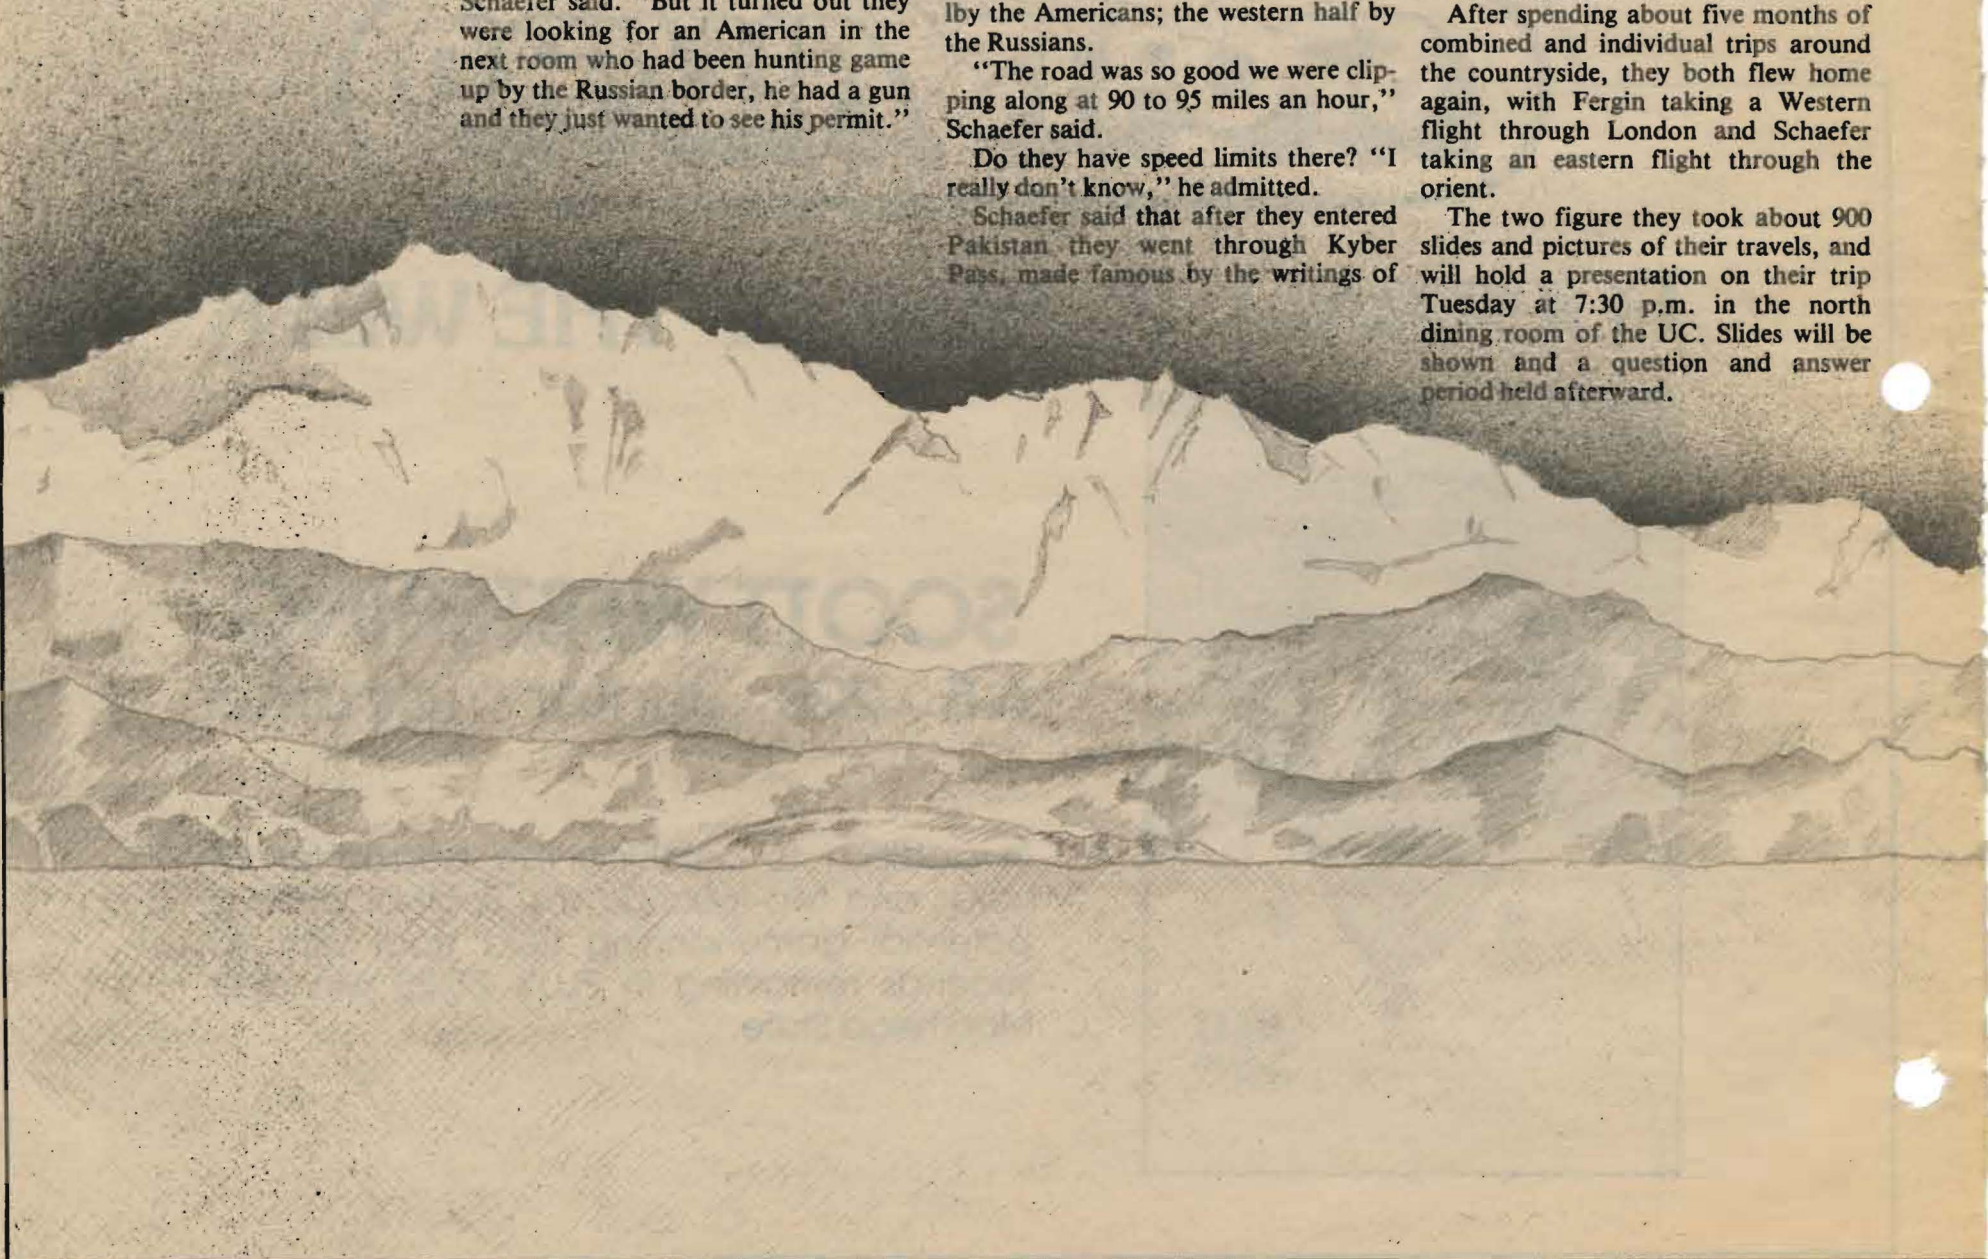 Schaefer said. "But it turned out they
were looking for an American in the
next room who had been hunting game
up by the Russian border, he had a gun
and they just wanted to see his permit."
lby the Americans; the western half by
the Russians.
"The road was so good we were clip-
ping along at 90 to 95 miles an hour,"
Schaefer said.
Do they have speed limits there? "I
really don't know," he admitted.
Schaefer said that after they entered
Pakistan they went through Kyber
Pass, made famous by the writings of
After spending about five months of
combined and individual trips around
the countryside, they both flew home
again, with Fergin taking a Western
flight through London and Schaefer
taking an eastern flight through the
orient.
The two figure they took about 900
slides and pictures of their travels, and
will hold a presentation on their trip
Tuesday at 7:30 p.m. in the north
dining room of the UC. Slides will be
shown and a question and answer
period held afterward.